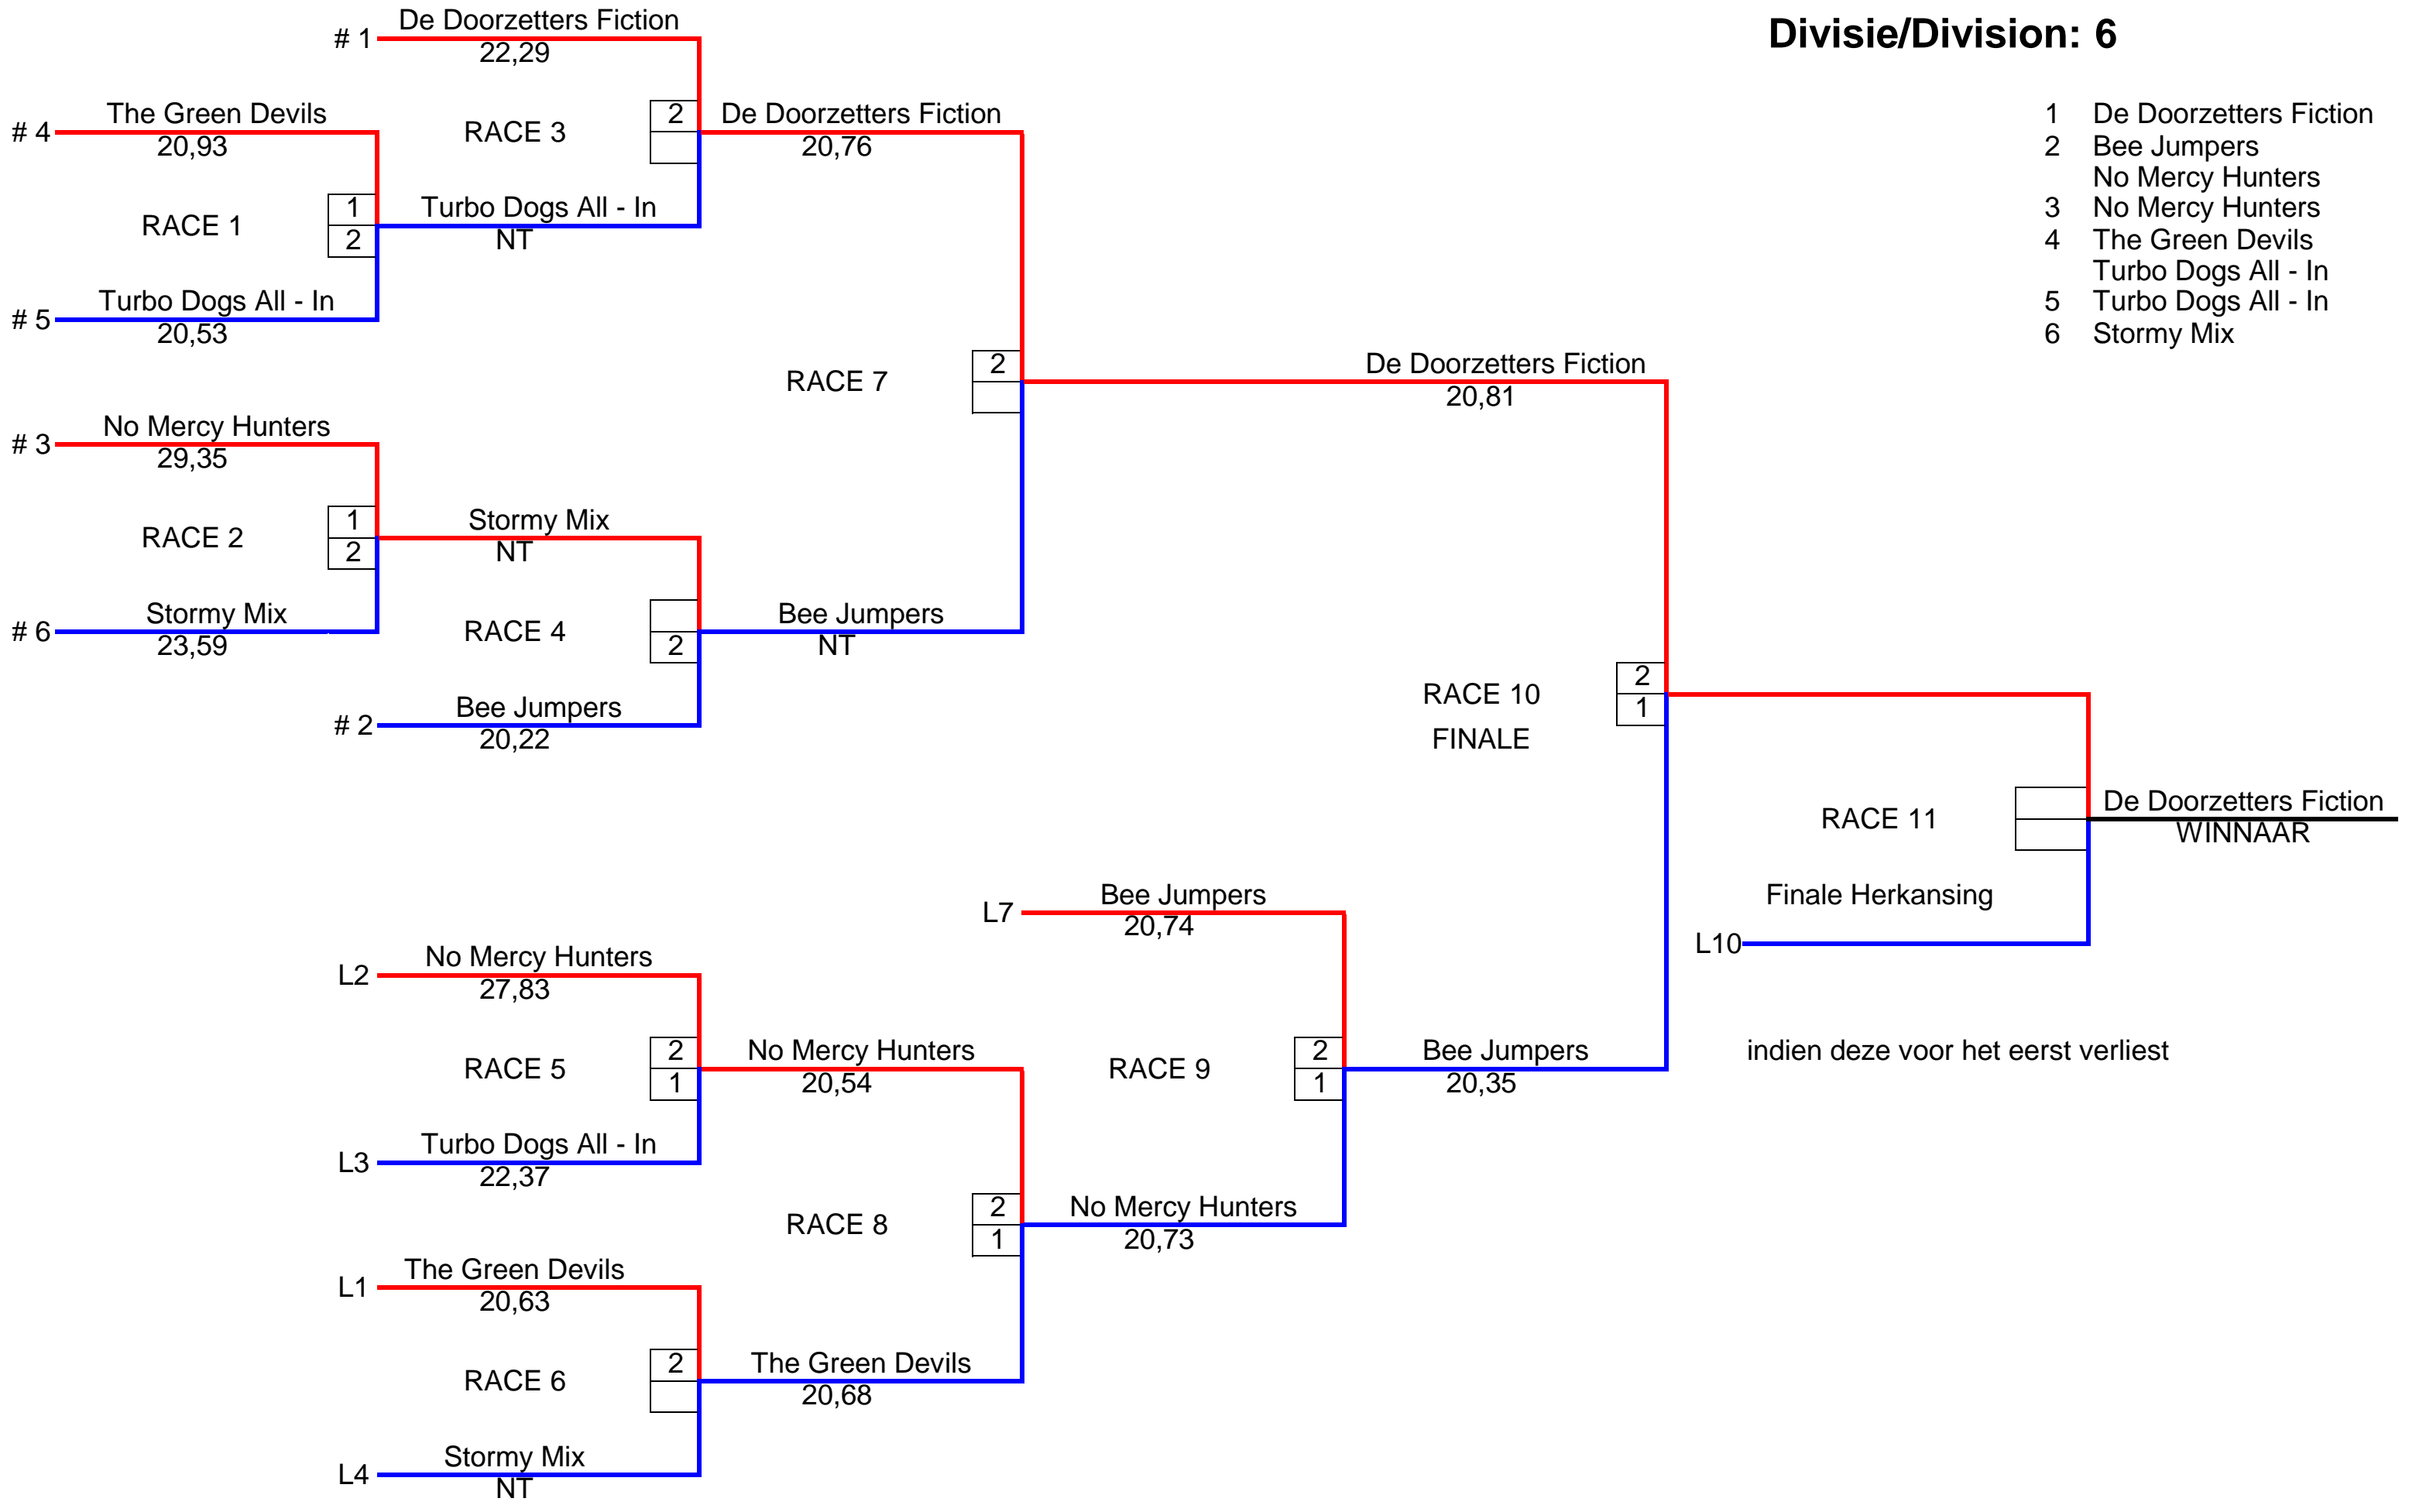 De Doorzetters Fiction
# 1
22,29
Divisie/Division: 6
The Green Devils
# 4
20,93
RACE 3
2
De Doorzetters Fiction
20,76
1 De Doorzetters Fiction
2 Bee Jumpers
No Mercy Hunters
3 No Mercy Hunters
4 The Green Devils
Turbo Dogs All - In
5 Turbo Dogs All - In
6 Stormy Mix
RACE 1
1
2
Turbo Dogs All - In
NT
Turbo Dogs All - In
# 5
20,53
RACE 7
2
De Doorzetters Fiction
20,81
No Mercy Hunters
# 3
29,35
RACE 2
1
2
Stormy Mix
NT
Stormy Mix
# 6
23,59
RACE 4
2
Bee Jumpers
NT
Bee Jumpers
# 2
20,22
RACE 10
2
1
FINALE
RACE 11
De Doorzetters Fiction
WINNAAR
Finale Herkansing
L10
Bee Jumpers
L7
20,74
No Mercy Hunters
L2
27,83
RACE 5
2
1
No Mercy Hunters
20,54
RACE 9
2
1
Bee Jumpers
20,35
indien deze voor het eerst verliest
Turbo Dogs All - In
L3
22,37
RACE 8
2
1
No Mercy Hunters
20,73
The Green Devils
L1
20,63
RACE 6
2
The Green Devils
20,68
Stormy Mix
L4
NT